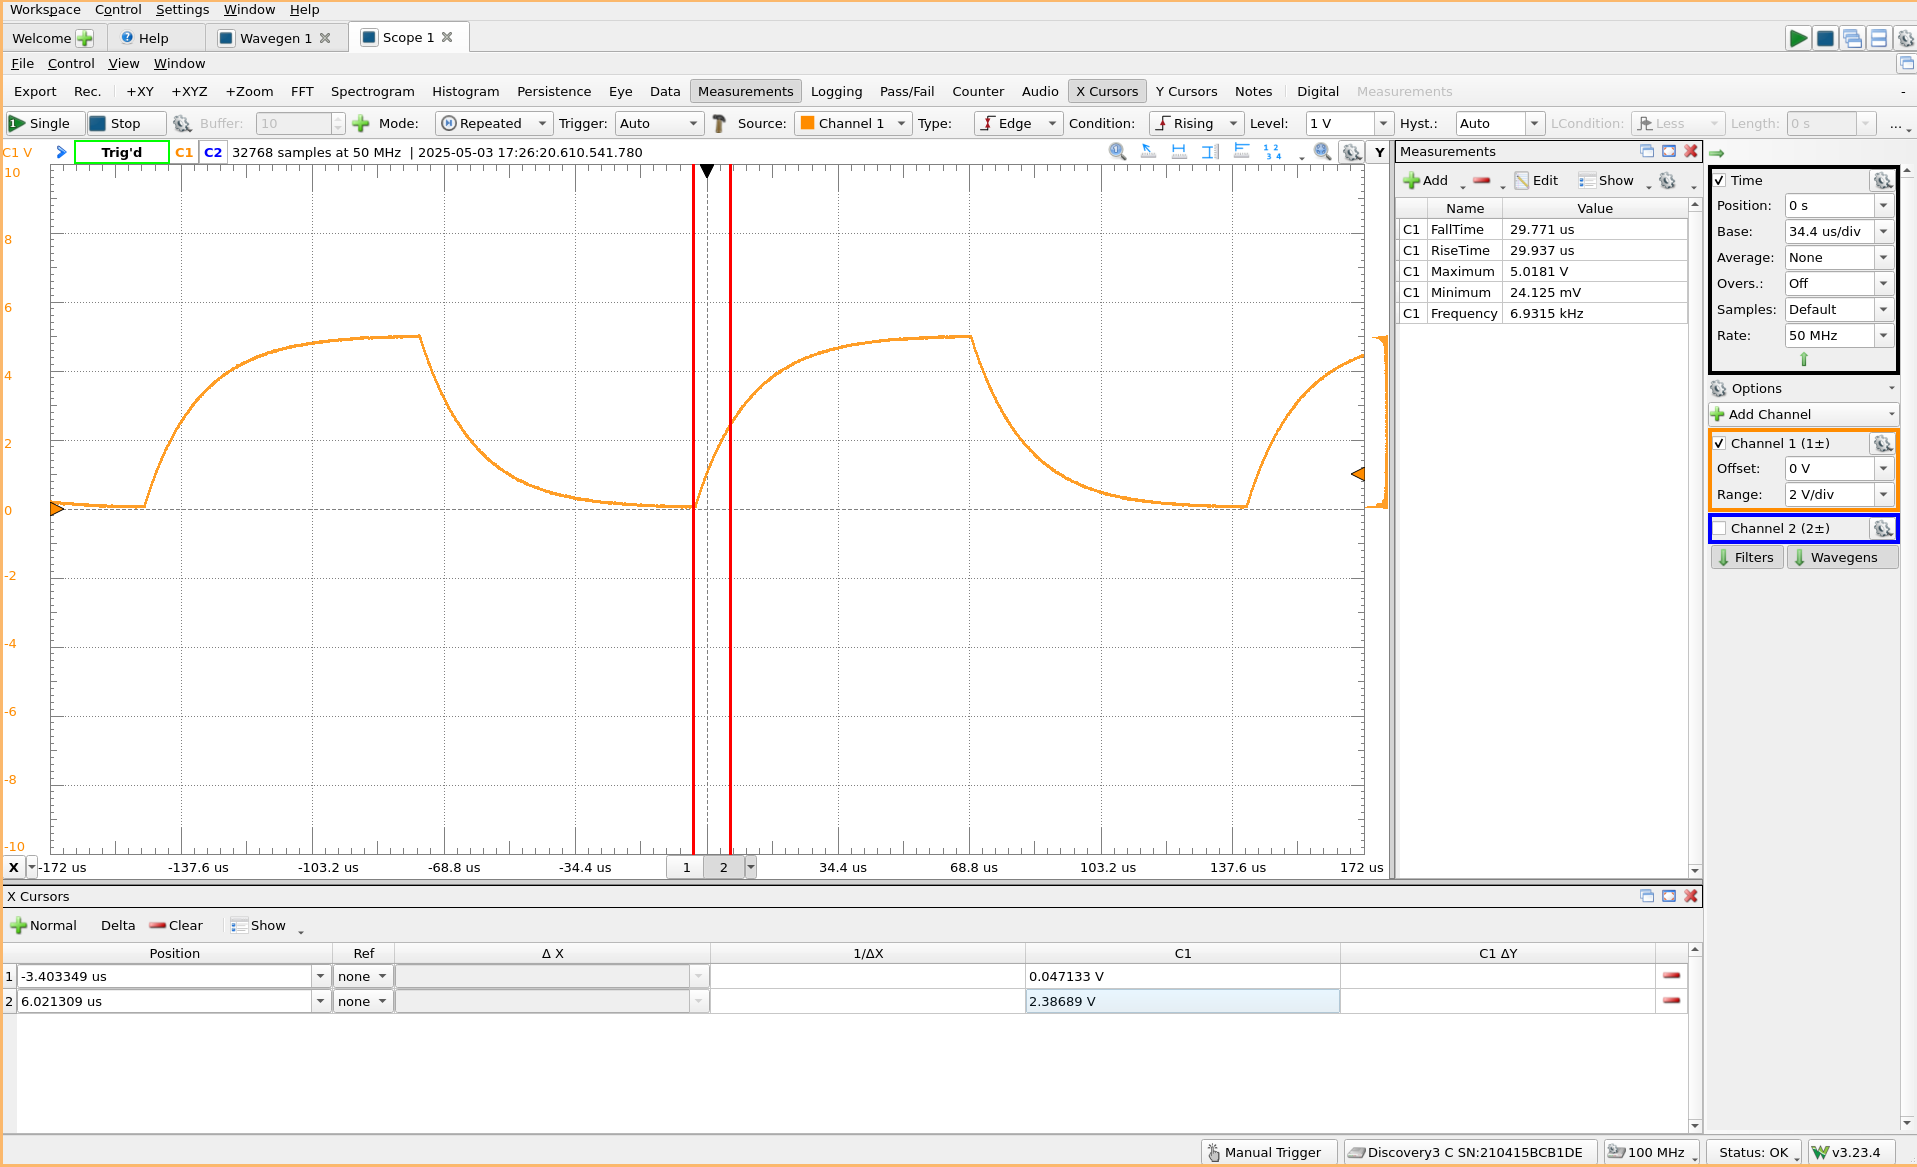 Workspace Control Settings Window Help
Welcome Help Wavegen 1 Scope 1
File Control View Window
Export Rec. +XY +XYZ +Zoom FFT Spectrogram Histogram Persistence Eye Data Measurements Logging Pass/Fail Counter Audio X Cursors Y Cursors Notes Digital Measurements
Single Stop Buffer: 10 Mode: Repeated Trigger: Auto Source: Channel 1 Type: Edge Condition: Rising Level: 1 V Hyst.: Auto LCondition: Less Length: 0 s ...
C1 V Trig'd C1 C2 32768 samples at 50 MHz | 2025-05-03 17:26:20.610.541.780 Y
10
8
6
4
2
0
-2
-4
-6
-8
-10
X -172 us -137.6 us -103.2 us -68.8 us -34.4 us 1 2 34.4 us 68.8 us 103.2 us 137.6 us 172 us
Measurements
Add Edit Show
Name Value
C1 FallTime 29.771 us
C1 RiseTime 29.937 us
C1 Maximum 5.0181 V
C1 Minimum 24.125 mV
C1 Frequency 6.9315 kHz
Time
Position: 0 s
Base: 34.4 us/div
Average: None
Overs.: Off
Samples: Default
Rate: 50 MHz
Options
Add Channel
Channel 1 (1±)
Offset: 0 V
Range: 2 V/div
Channel 2 (2±)
Filters Wavegens
X Cursors
Normal Delta Clear Show
Position Ref Δ X 1/ΔX C1 C1 ΔY
1 -3.403349 us none 0.047133 V
2 6.021309 us none 2.38689 V
Manual Trigger Discovery3 C SN:210415BCB1DE 100 MHz Status: OK v3.23.4